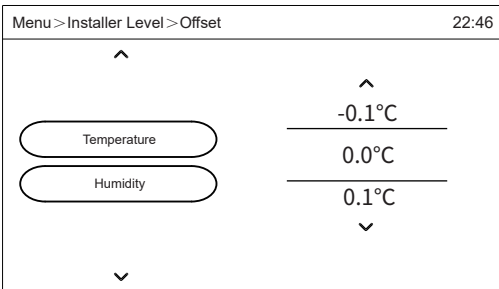 Menu>Installer Level>Offset 22:46
-0.1°C
Temperature
0.0°C
Humidity
0.1°C